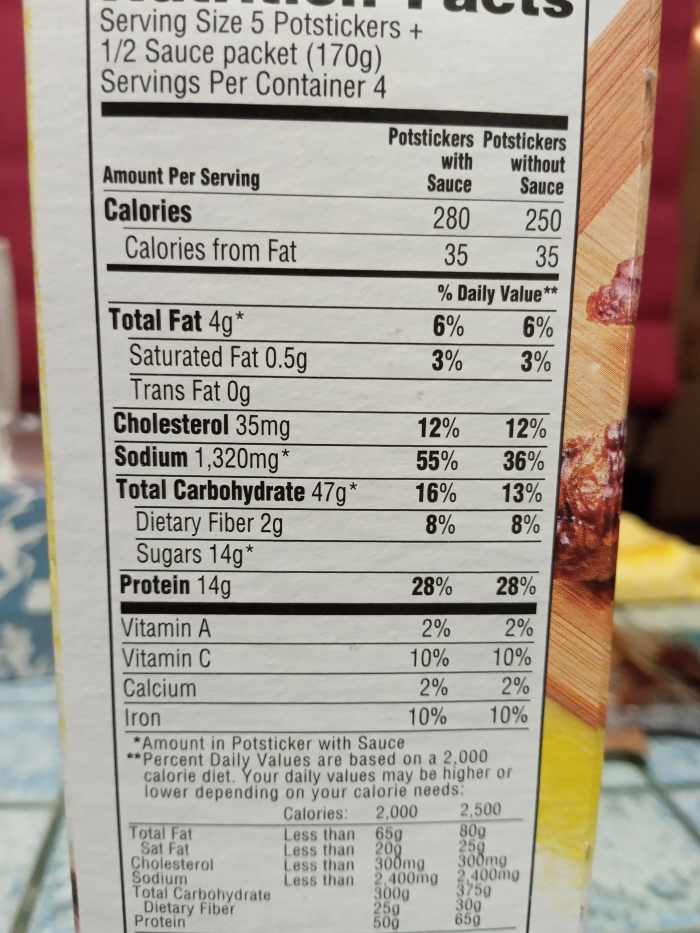 Facts
Serving Size 5 Potstickers +
1/2 Sauce packet (170g)
Servings Per Container 4
Potstickers with Sauce Potstickers without Sauce
Amount Per Serving
Calories 280 250
Calories from Fat 35 35
% Daily Value**
Total Fat 4g* 6% 6%
Saturated Fat 0.5g 3% 3%
Trans Fat 0g
Cholesterol 35mg 12% 12%
Sodium 1,320mg* 55% 36%
Total Carbohydrate 47g* 16% 13%
Dietary Fiber 2g 8% 8%
Sugars 14g*
Protein 14g 28% 28%
Vitamin A 2% 2%
Vitamin C 10% 10%
Calcium 2% 2%
Iron 10% 10%
*Amount in Potsticker with Sauce
**Percent Daily Values are based on a 2,000
calorie diet. Your daily values may be higher or
lower depending on your calorie needs:
Calories: 2,000 2,500
Total Fat Less than 65g 80g
Sat Fat Less than 20g 25g
Cholesterol Less than 300mg 300mg
Sodium Less than 2,400mg 2,400mg
Total Carbohydrate 300g 375g
Dietary Fiber 25g 30g
Protein 50g 65g